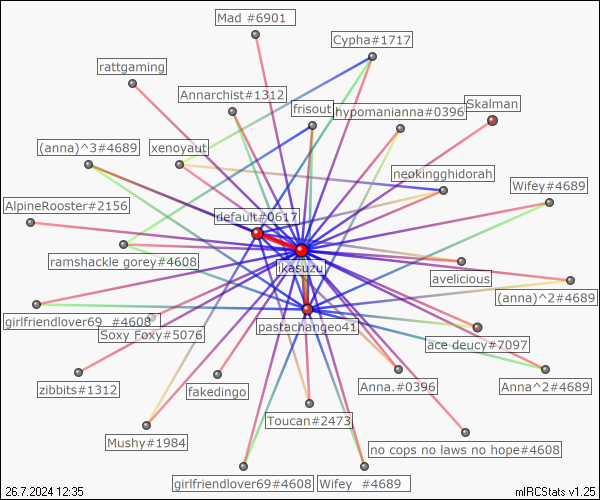 Mad #6901
Cypha#1717
rattgaming
Annarchist#1312
frisout
hypomanianna#0396
Skalman
(anna)^3#4689
xenoyaut
neokingghidorah
Wifey#4689
AlpineRooster#2156
default#0617
ramshackle gorey#4608
ikasuzu
avelicious
(anna)^2#4689
girlfriendlover69 #4608
Soxy Foxy#5076
pastachangeo41
ace deucy#7097
zibbits#1312
fakedingo
Anna.#0396
Anna^2#4689
Toucan#2473
Mushy#1984
no cops no laws no hope#4608
girlfriendlover69#4608
Wifey #4689
26.7.2024 12:35
mIRCStats v1.25